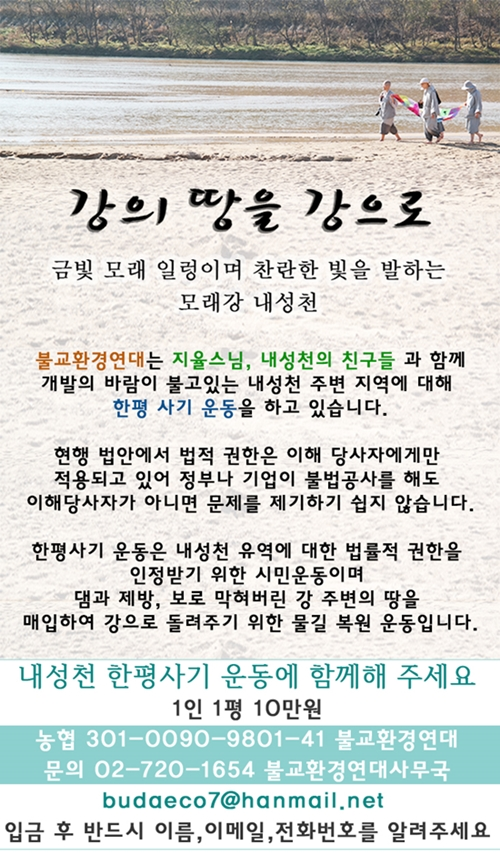 강의 땅을 강으로
금빛 모래 일렁이며 찬란한 빛을 발하는
모래강 내성천
불교환경연대는 지율스님, 내성천의 친구들 과 함께
개발의 바람이 불고있는 내성천 주변 지역에 대해
한평 사기 운동을 하고 있습니다.
현행 법안에서 법적 권한은 이해 당사자에게만
적용되고 있어 정부나 기업이 불법공사를 해도
이해당사자가 아니면 문제를 제기하기 쉽지 않습니다.
한평사기 운동은 내성천 유역에 대한 법률적 권한을
인정받기 위한 시민운동이며
댐과 제방, 보로 막혀버린 강 주변의 땅을
매입하여 강으로 돌려주기 위한 물길 복원 운동입니다.
내성천 한평사기 운동에 함께해 주세요
1인 1평 10만원
농협 301-0090-9801-41 불교환경연대
문의 02-720-1654 불교환경연대사무국
budaeco7@hanmail.net
입금 후 반드시 이름,이메일,전화번호를 알려주세요